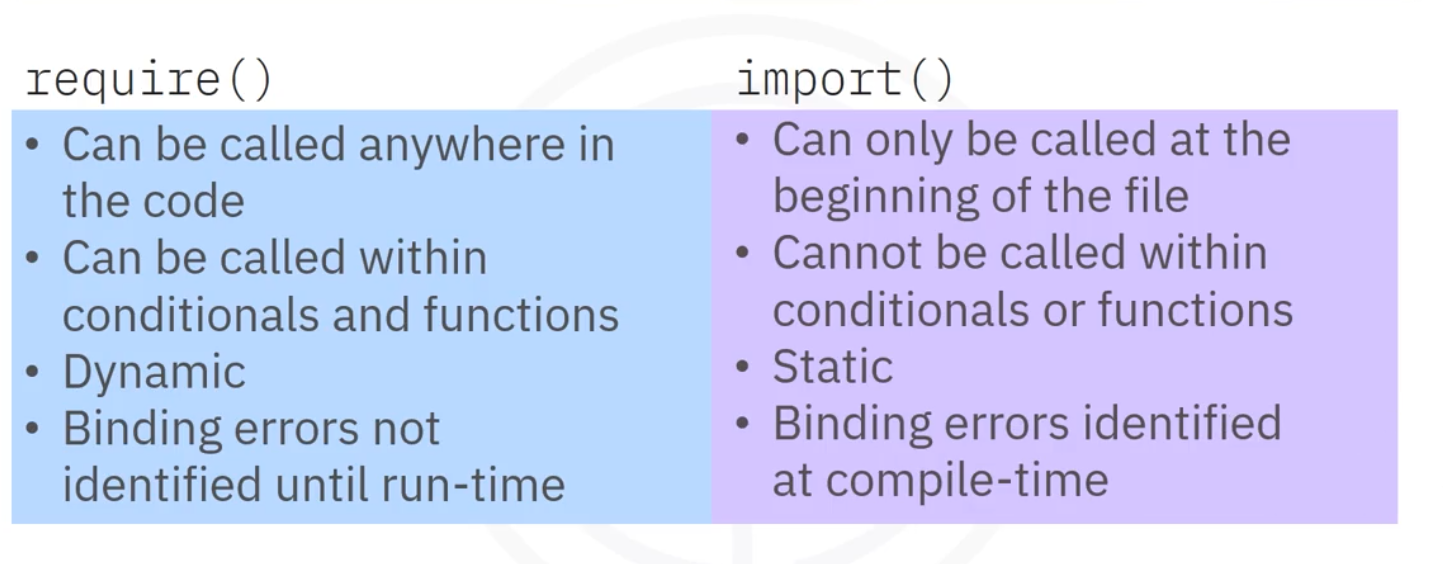 require()
• Can be called anywhere in
the code
• Can be called within
conditionals and functions
• Dynamic
• Binding errors not
identified until run-time
import()
• Can only be called at the
beginning of the file
• Cannot be called within
conditionals or functions
• Static
• Binding errors identified
at compile-time